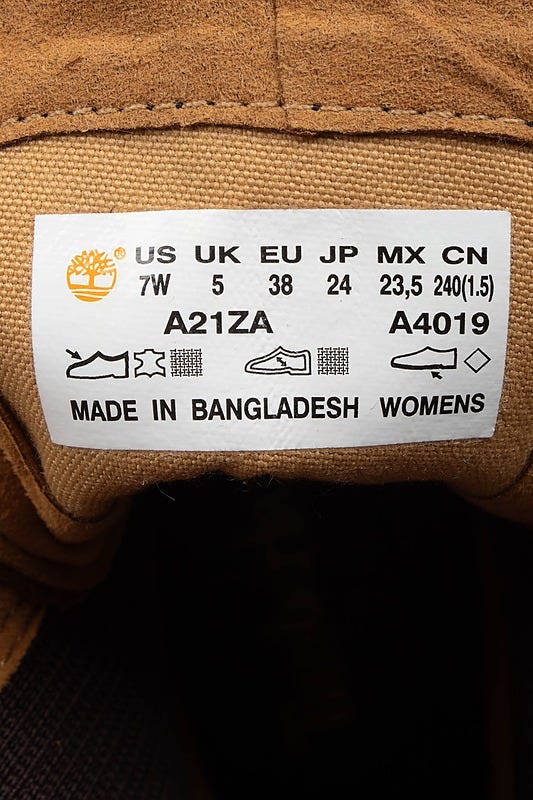 ® US UK EU JP MX CN
7W 5 38 24 23,5 240(1.5)
A21ZA A4019
MADE IN BANGLADESH WOMENS